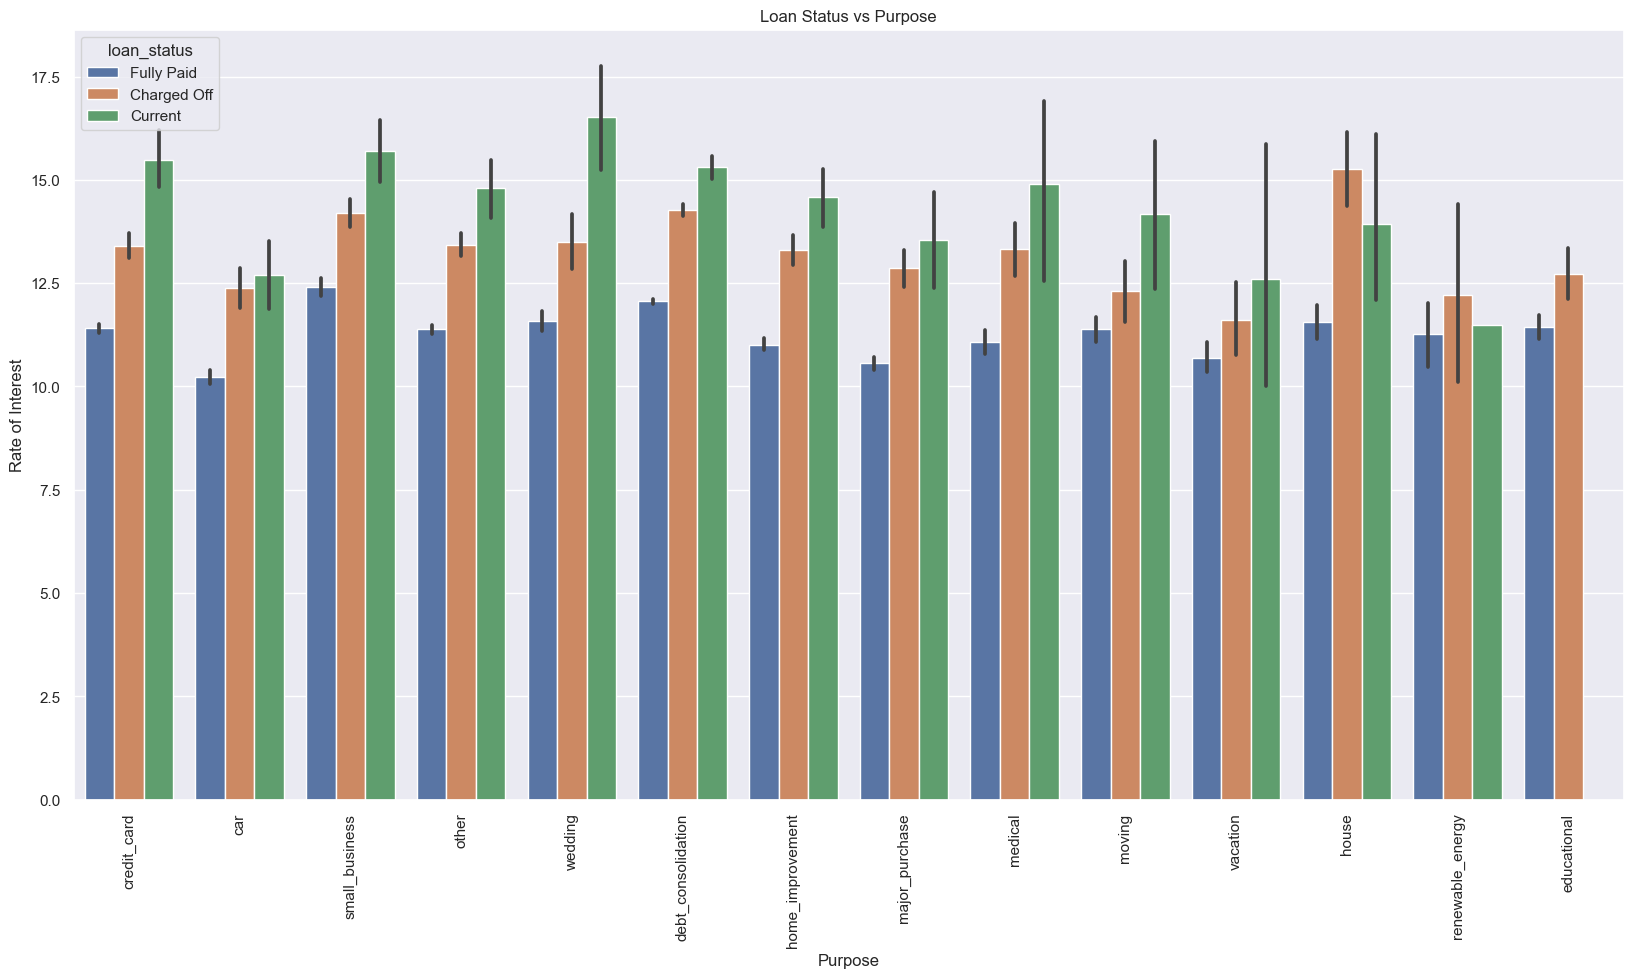 Loan Status vs Purpose
loan_status
Fully Paid
Charged Off
Current
Rate of Interest
17.5
15.0
12.5
10.0
7.5
5.0
2.5
0.0
credit_card
car
small_business
other
wedding
debt_consolidation
home_improvement
major_purchase
medical
moving
vacation
house
renewable_energy
educational
Purpose